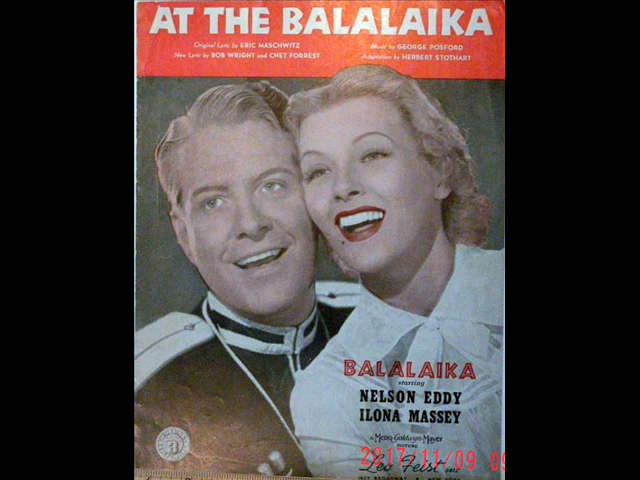 AT THE BALALAIKA
Original Lyric by ERIC MASCHWITZ
Music by GEORGE POSFORD
New Lyric by BOB WRIGHT and CHET FORREST
Adaptation by HERBERT STOTHART
BALALAIKA
starring
NELSON EDDY
ILONA MASSEY
A Metro-Goldwyn-Mayer
PICTURE
2017/11/09 09
Leo Feist inc